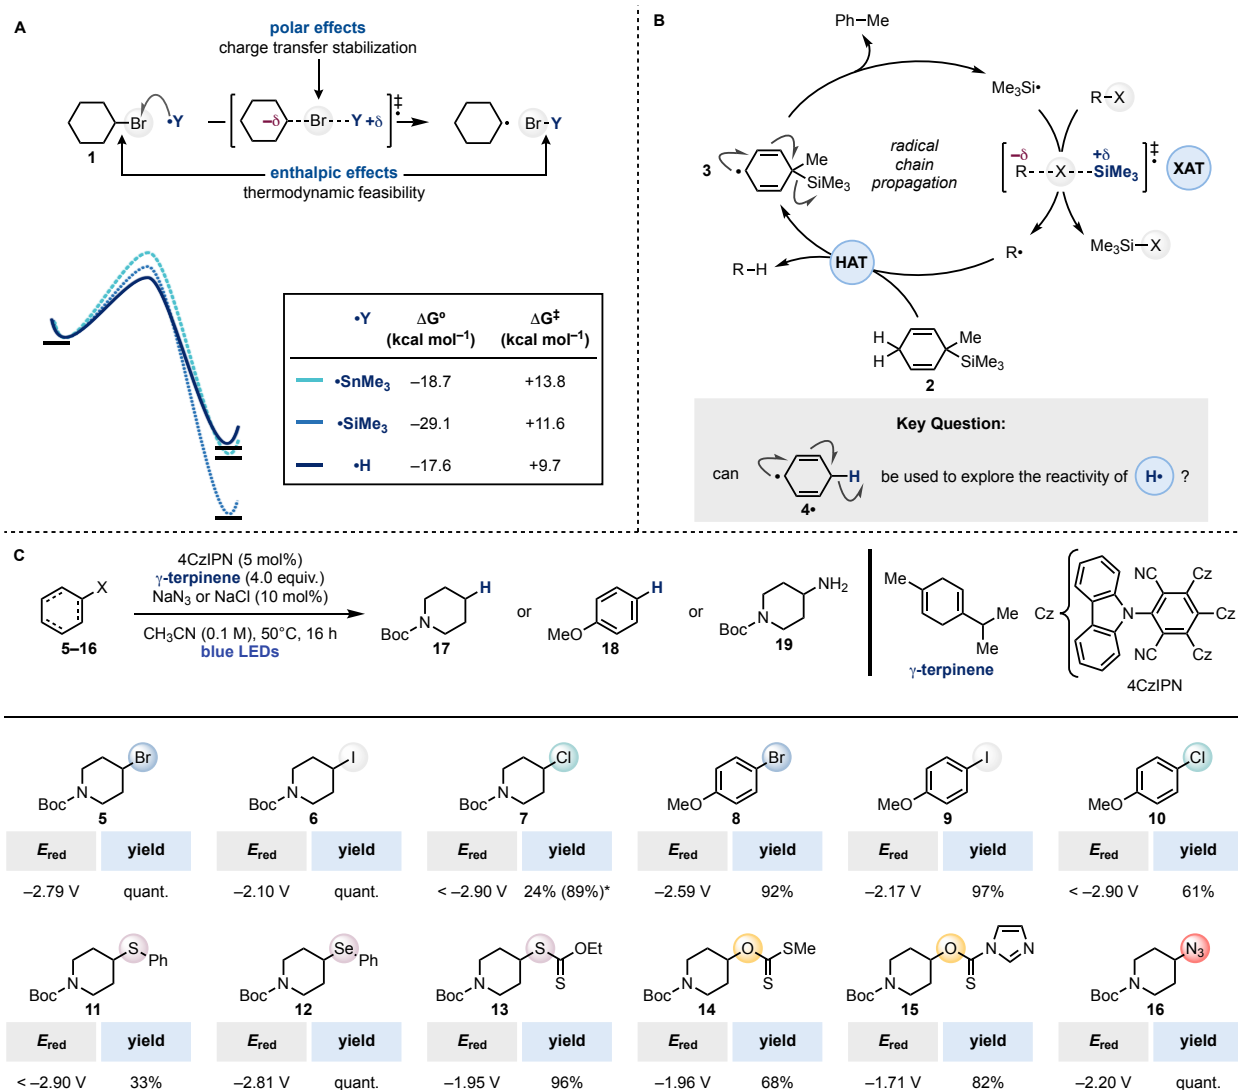 A
polar effects
charge transfer stabilization
Br
•Y
1
–δ
Br
Y +δ
‡
•
•
Br–Y
enthalpic effects
thermodynamic feasibility
•Y
ΔGº
(kcal mol–1)
ΔG‡
(kcal mol–1)
•SnMe3
–18.7
+13.8
•SiMe3
–29.1
+11.6
•H
–17.6
+9.7
B
Ph–Me
Me3Si•
R–X
3
•
Me
SiMe3
radical
chain
propagation
–δ
+δ
R
X
SiMe3
‡
•
XAT
Me3Si–X
R•
R–H
HAT
H
H
Me
SiMe3
2
Key Question:
can
•
H
4•
be used to explore the reactivity of
H•
?
C
X
5–16
4CzIPN (5 mol%)
γ-terpinene (4.0 equiv.)
NaN3 or NaCl (10 mol%)
CH3CN (0.1 M), 50°C, 16 h
blue LEDs
H
N
Boc
17
or
H
MeO
18
or
NH2
N
Boc
19
Me
Me
Me
γ-terpinene
Cz
N
CN
Cz
Cz
Cz
CN
4CzIPN
Br
N
Boc
5
Ered
yield
–2.79 V
quant.
I
N
Boc
6
Ered
yield
–2.10 V
quant.
Cl
N
Boc
7
Ered
yield
< –2.90 V
24% (89%)*
Br
MeO
8
Ered
yield
–2.59 V
92%
I
MeO
9
Ered
yield
–2.17 V
97%
Cl
MeO
10
Ered
yield
< –2.90 V
61%
S
Ph
N
Boc
11
Ered
yield
< –2.90 V
33%
Se
Ph
N
Boc
12
Ered
yield
–2.81 V
quant.
S
OEt
S
N
Boc
13
Ered
yield
–1.95 V
96%
O
SMe
S
N
Boc
14
Ered
yield
–1.96 V
68%
O
N
N
S
N
Boc
15
Ered
yield
–1.71 V
82%
N3
N
Boc
16
Ered
yield
–2.20 V
quant.